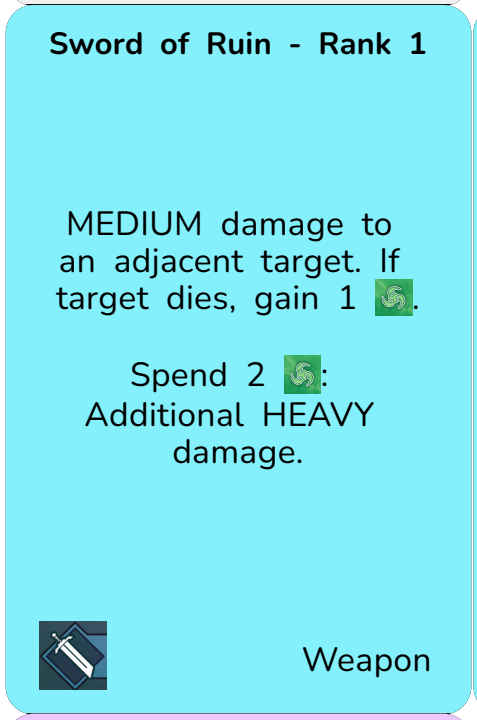 Sword of Ruin - Rank 1
MEDIUM damage to
an adjacent target. If
target dies, gain 1 .
Spend 2 :
Additional HEAVY
damage.
Weapon